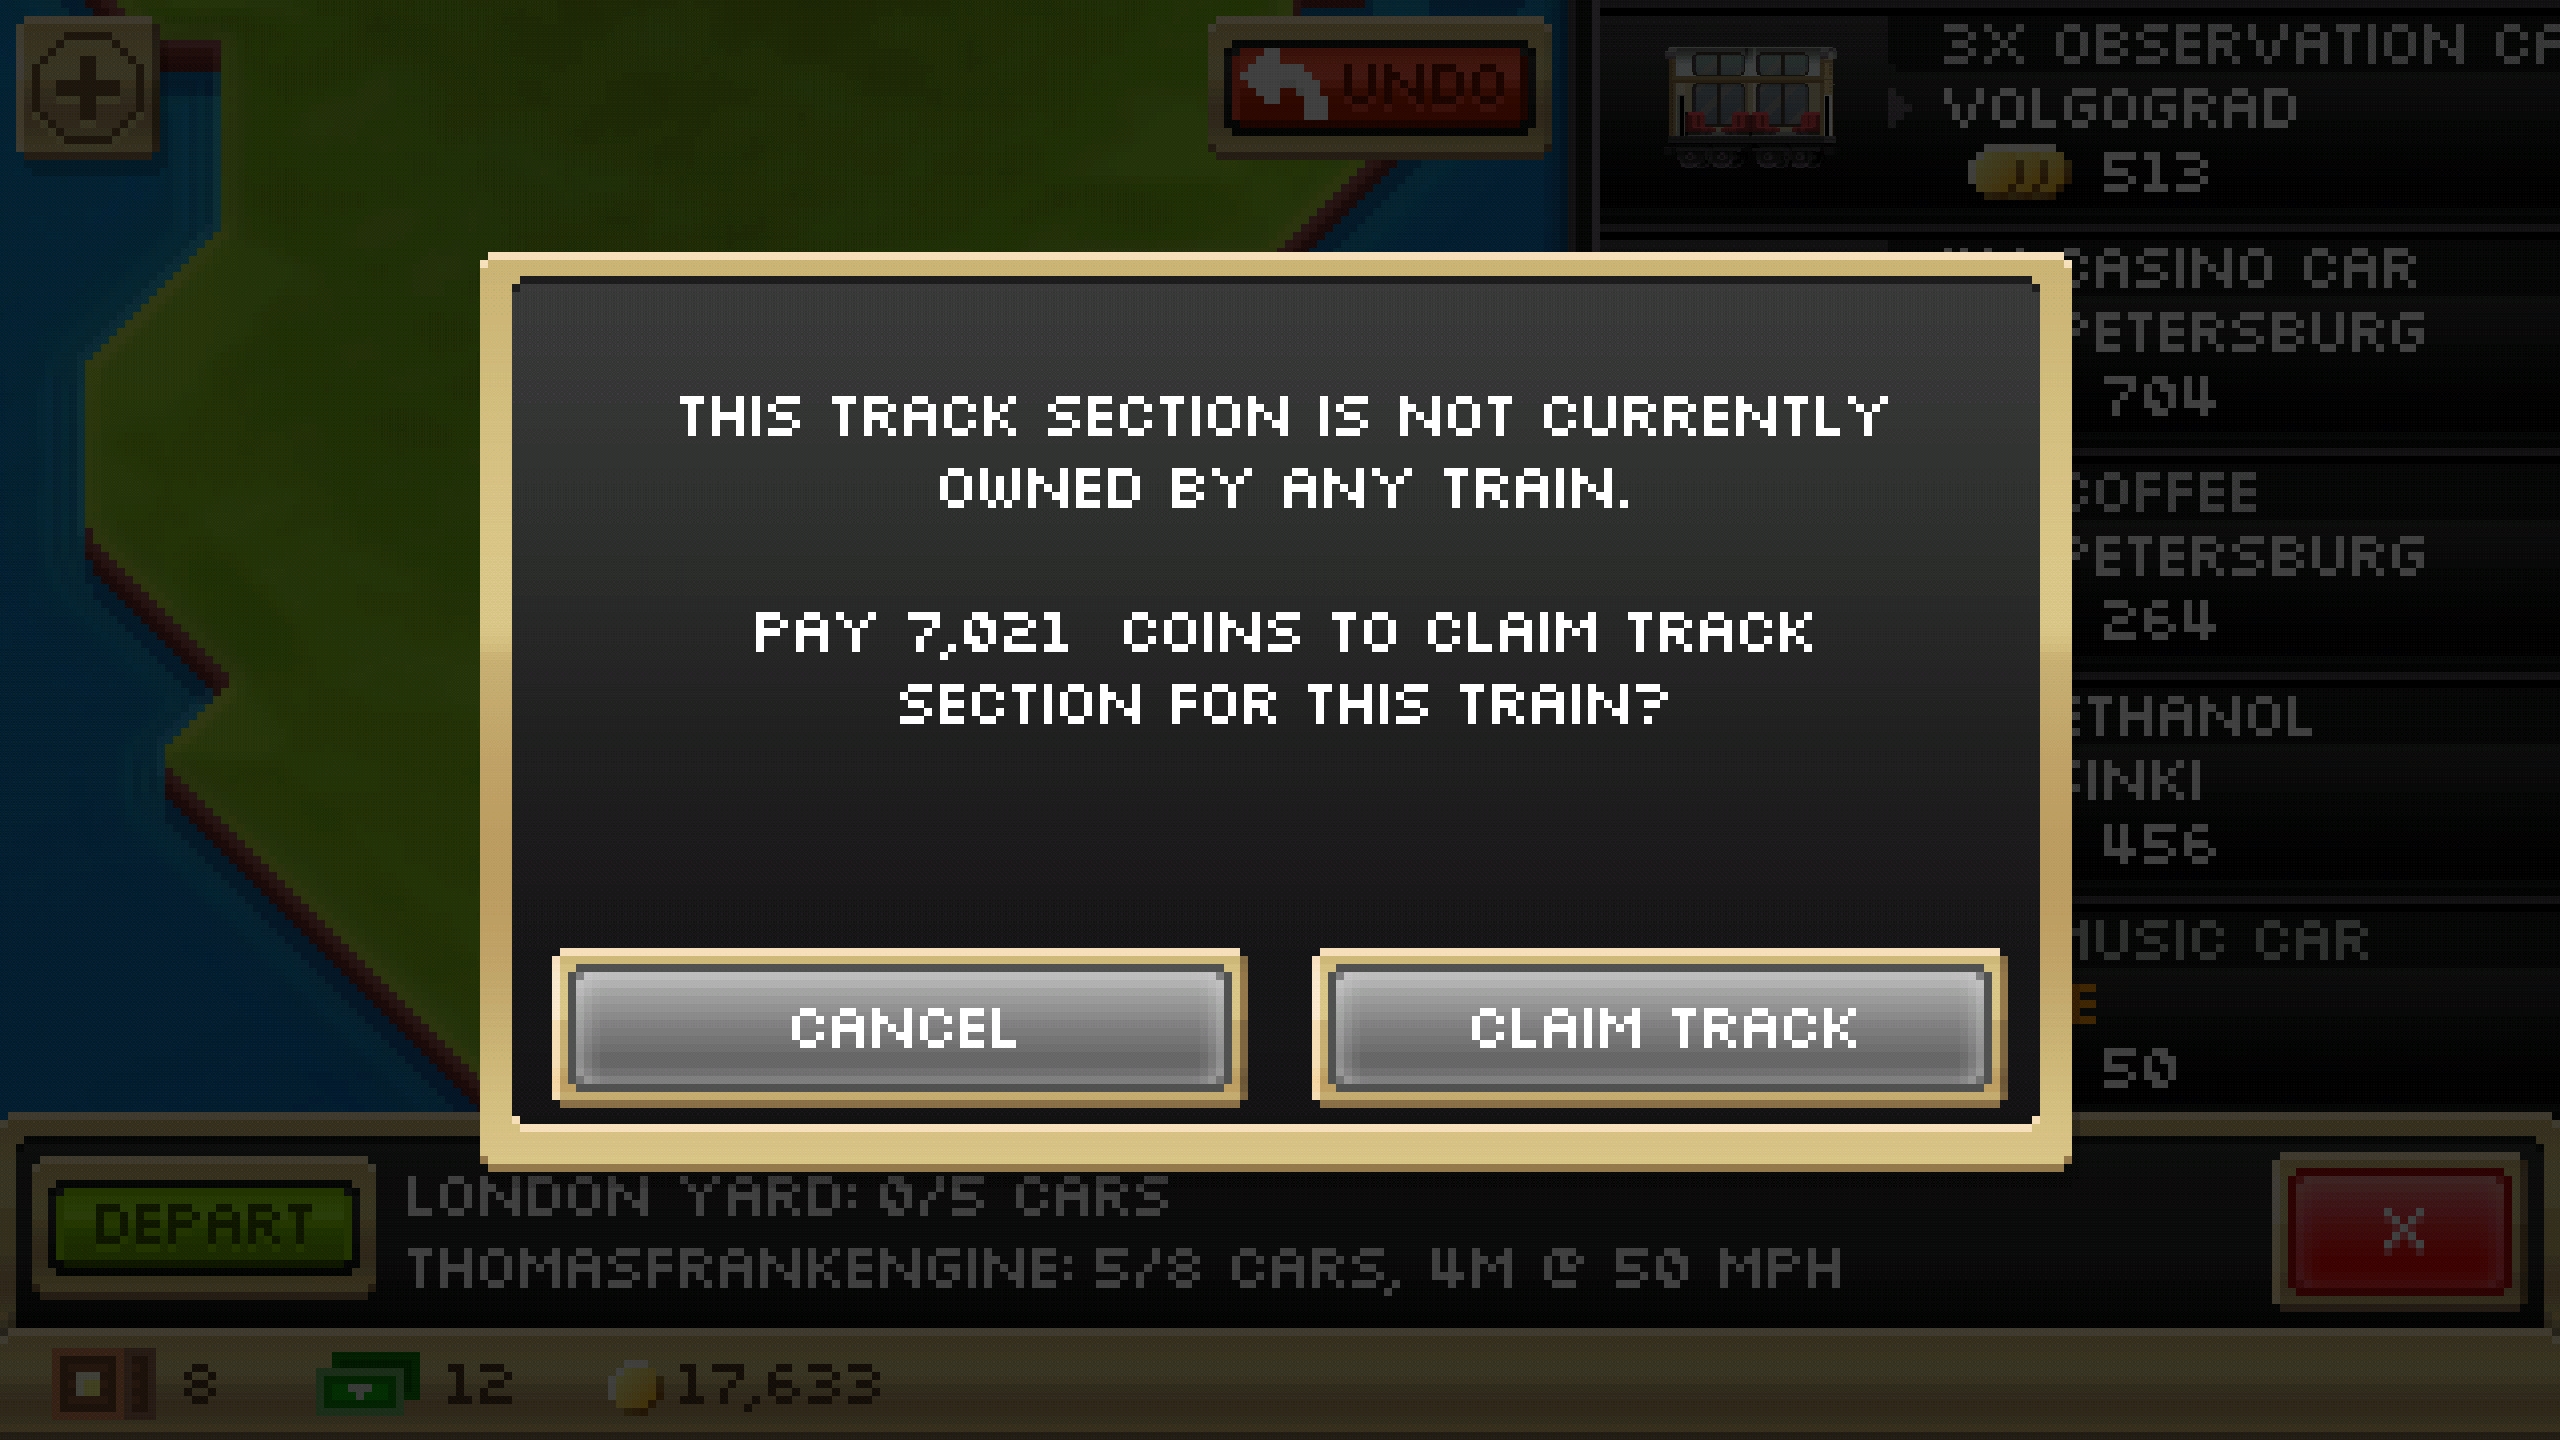 UNDO
3X OBSERVATION
VOLGOGRAD
513
CASINO CAR
PETERSBURG
704
COFFEE
PETERSBURG
264
ETHANOL
456
MUSIC CAR
50
THIS TRACK SECTION IS NOT CURRENTLY
OWNED BY ANY TRAIN.
PAY 7,021 COINS TO CLAIM TRACK
SECTION FOR THIS TRAIN?
CANCEL
CLAIM TRACK
DEPART
LONDON YARD: 0/5 CARS
THOMASFRANKENGINE: 5/8 CARS, 4M @ 50 MPH
X
8
12
17,633